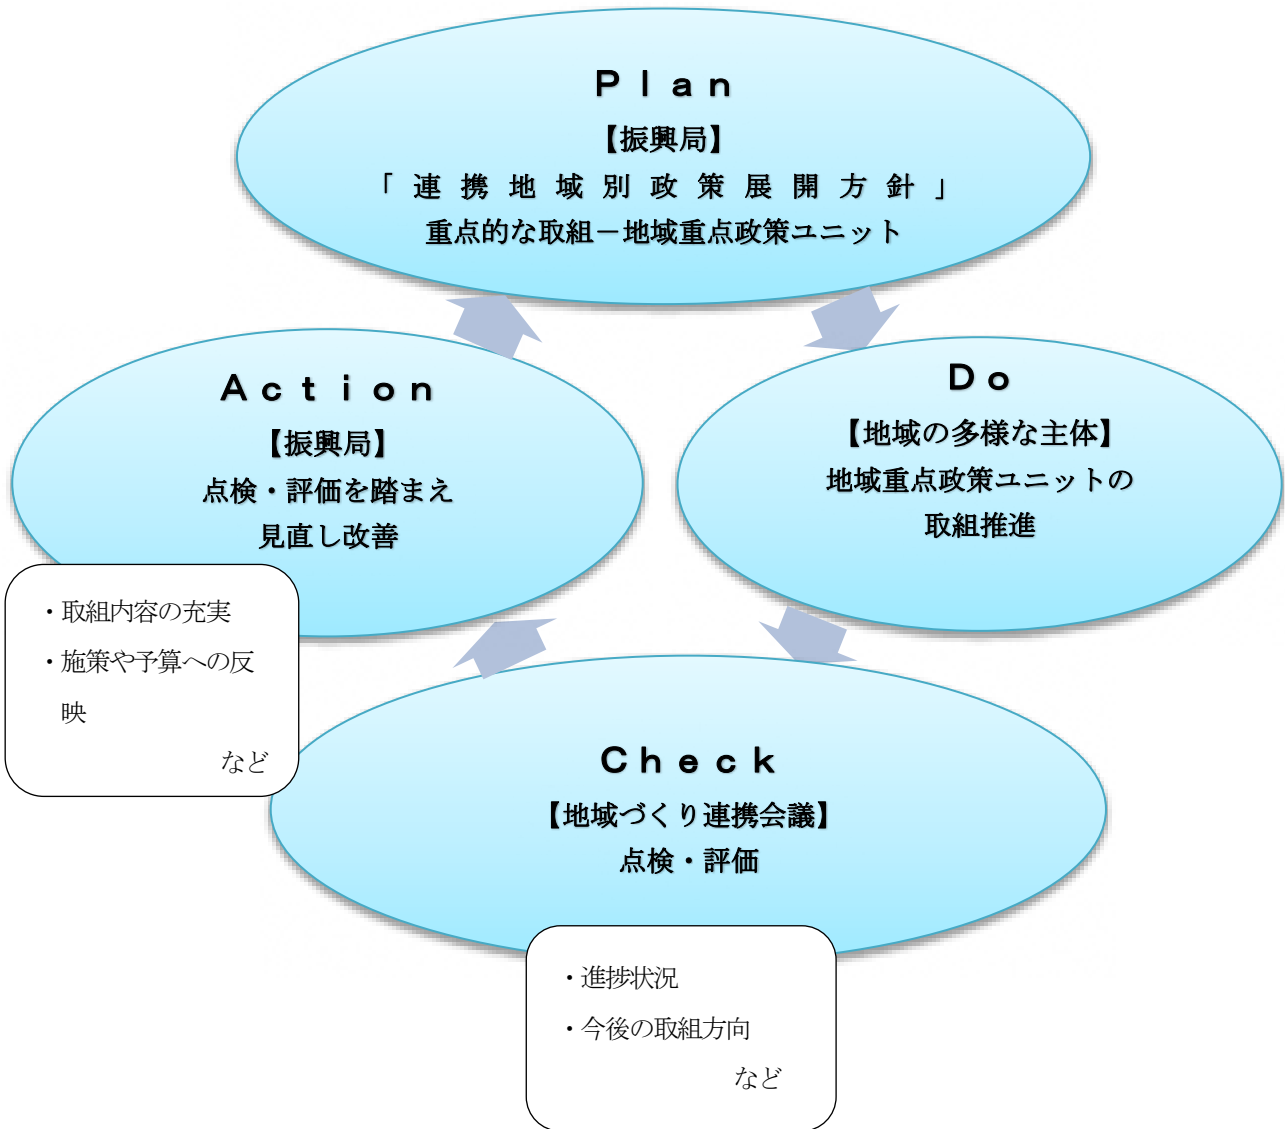 Ｐｌａｎ
【振興局】
「連携地域別政策展開方針」
重点的な取組－地域重点政策ユニット
Ａｃｔｉｏｎ
【振興局】
点検・評価を踏まえ
見直し改善
・取組内容の充実
・施策や予算への反
映
など
Ｄｏ
【地域の多様な主体】
地域重点政策ユニットの
取組推進
Ｃｈｅｃｋ
【地域づくり連携会議】
点検・評価
・進捗状況
・今後の取組方向
など